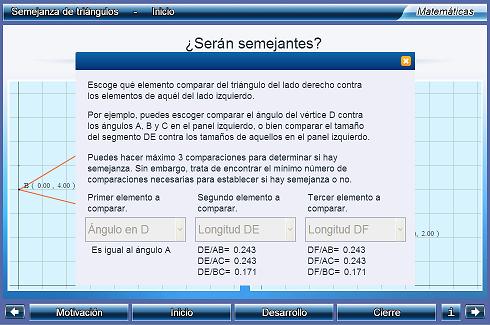 Semejanza de triángulos - Inicio
Matemáticas
¿Serán semejantes?
Escoge qué elemento comparar del triángulo del lado derecho contra
los elementos de aquél del lado izquierdo.
Por ejemplo, puedes escoger comparar el ángulo del vértice D contra
los ángulos A, B y C en el panel izquierdo, o bien comparar el tamaño
del segmento DE contra los tamaños de aquellos en el panel izquierdo.
Puedes hacer máximo 3 comparaciones para determinar si hay
semejanza. Sin embargo, trata de encontrar el mínimo número de
comparaciones necesarias para establecer si hay semejanza o no.
B ( 0.00 , 4.00 )
, 2.00 )
Primer elemento a
comparar.
Ángulo en D
Es igual al ángulo A
Segundo elemento a
comparar.
Longitud DE
DE/AB= 0.243
DE/AC= 0.243
DE/BC= 0.171
Tercer elemento a
comparar.
Longitud DF
DF/AB= 0.243
DF/AC= 0.243
DF/BC= 0.171
Motivación
Inicio
Desarrollo
Cierre
i